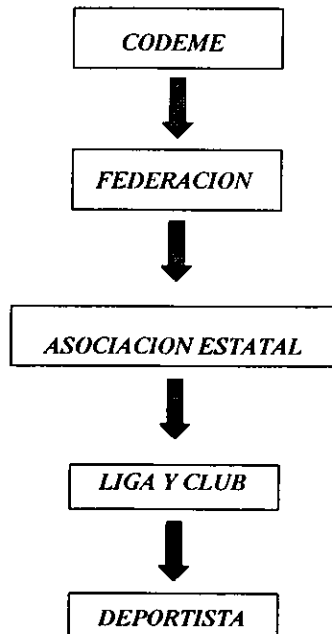 CODEME
FEDERACION
ASOCIACION ESTATAL
LIGA Y CLUB
DEPORTISTA